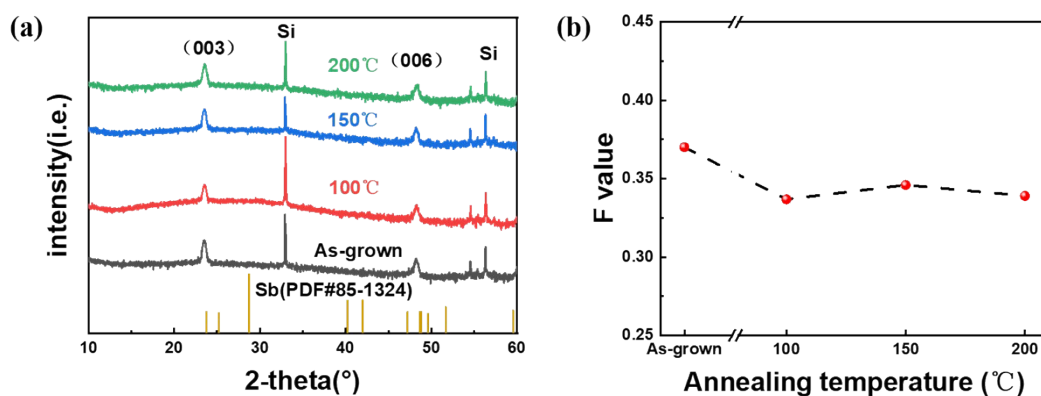 (a)
Si
(003)
200℃
(006)
Si
150℃
100℃
As-grown
Sb(PDF#85-1324)
intensity(i.e.)
10 20 30 40 50 60
2-theta(°)
(b)
0.45
0.40
0.35
0.30
0.25
F value
As-grown 100 150 200
Annealing temperature (℃)